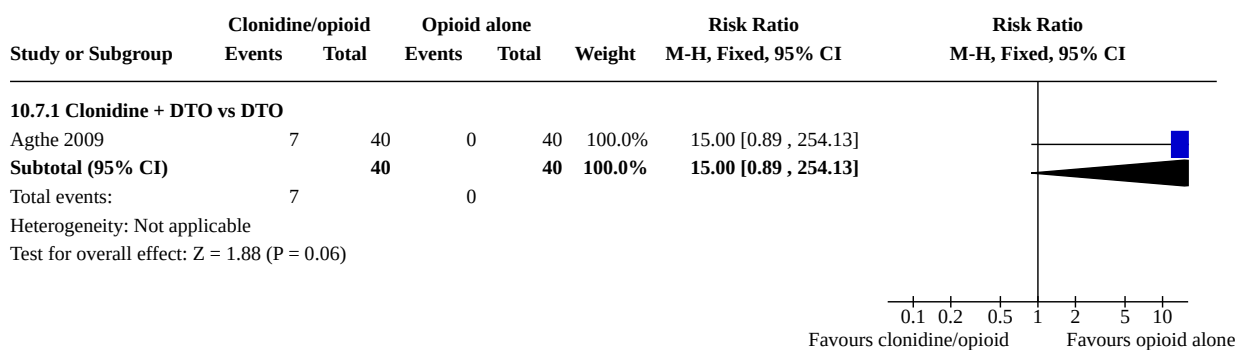 Clonidine/opioid Opioid alone Risk Ratio Risk Ratio
Study or Subgroup Events Total Events Total Weight M-H, Fixed, 95% CI M-H, Fixed, 95% CI
10.7.1 Clonidine + DTO vs DTO
Agthe 2009 7 40 0 40 100.0% 15.00 [0.89 , 254.13]
Subtotal (95% CI) 40 40 100.0% 15.00 [0.89 , 254.13]
Total events: 7 0
Heterogeneity: Not applicable
Test for overall effect: Z = 1.88 (P = 0.06)
0.1 0.2 0.5 1 2 5 10
Favours clonidine/opioid Favours opioid alone